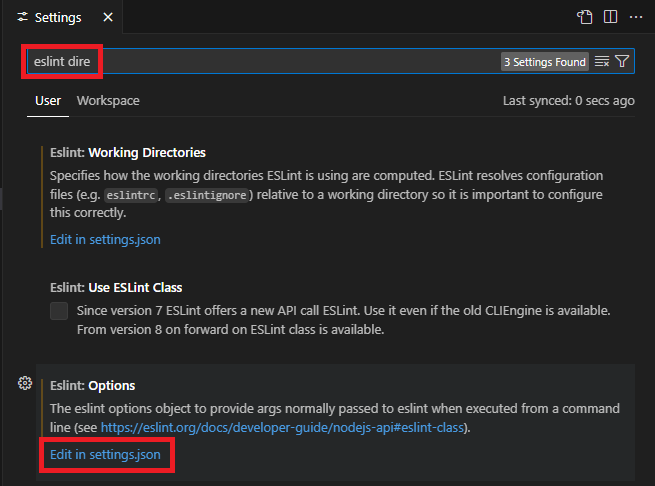 Settings
eslint dire
3 Settings Found
User Workspace Last synced: 0 secs ago
Eslint: Working Directories
Specifies how the working directories ESLint is using are computed. ESLint resolves configuration
files (e.g. eslintrc, .eslintignore) relative to a working directory so it is important to configure
this correctly.
Edit in settings.json
Eslint: Use ESLint Class
Since version 7 ESLint offers a new API call ESLint. Use it even if the old CLIEngine is available.
From version 8 on forward on ESLint class is available.
Eslint: Options
The eslint options object to provide args normally passed to eslint when executed from a command
line (see https://eslint.org/docs/developer-guide/nodejs-api#eslint-class).
Edit in settings.json